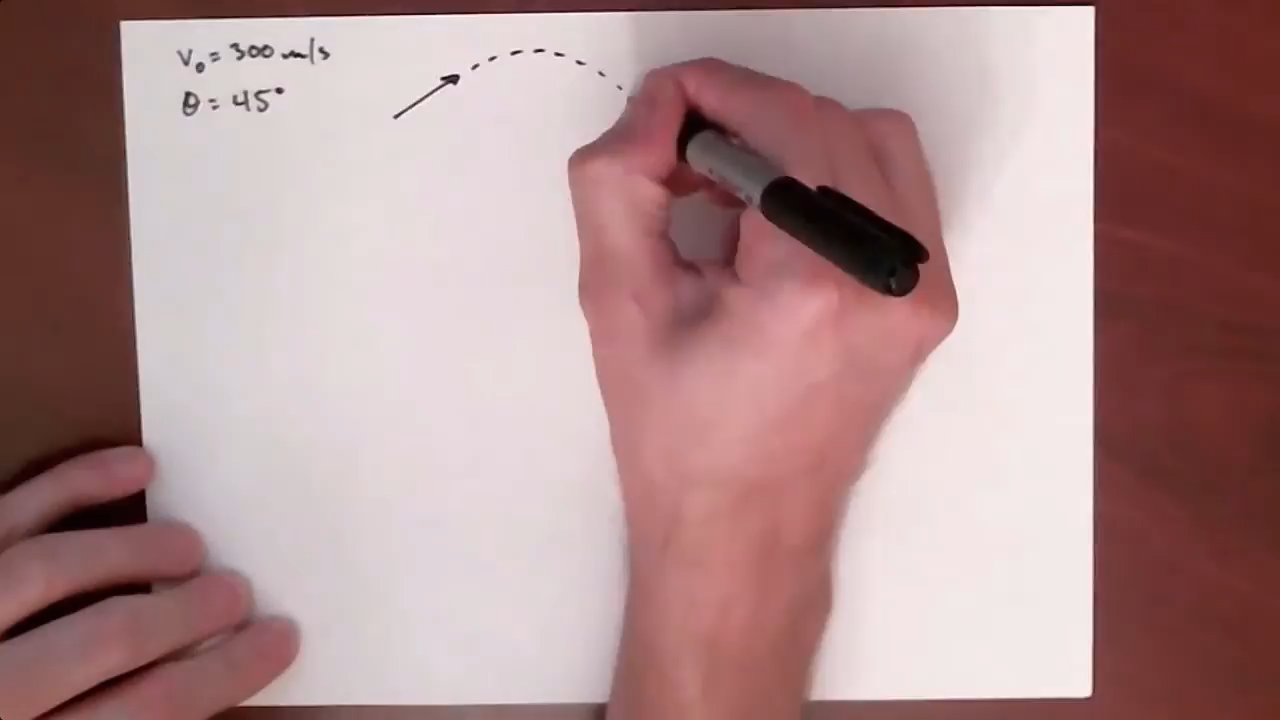 v₀ = 300 m/s
θ = 45°